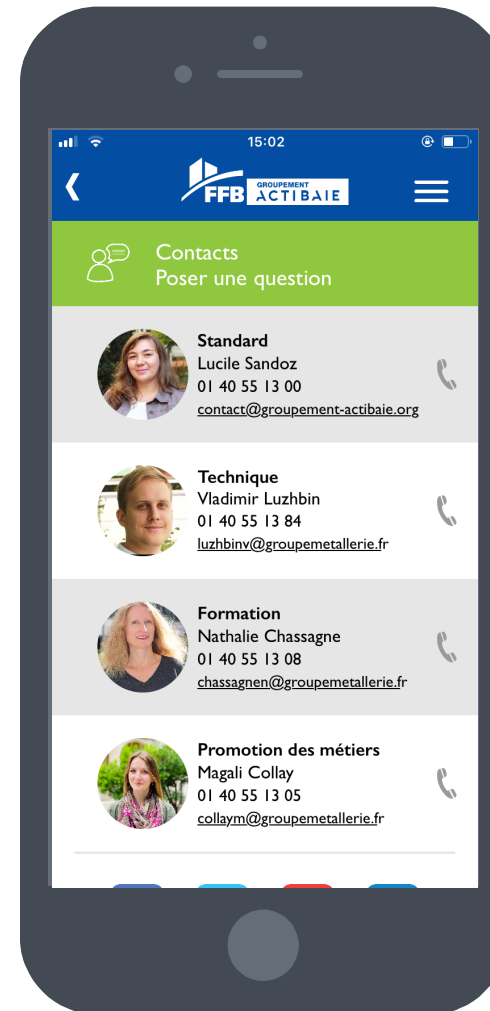 15:02
FFB GROUPEMENT
ACTIBAIE
Contacts
Poser une question
Standard
Lucile Sandoz
01 40 55 13 00
contact@groupement-actibaie.org
Technique
Vladimir Luzhbin
01 40 55 13 84
luzhbinv@groupemetallerie.fr
Formation
Nathalie Chassagne
01 40 55 13 08
chassagnen@groupemetallerie.fr
Promotion des métiers
Magali Collay
01 40 55 13 05
collaym@groupemetallerie.fr